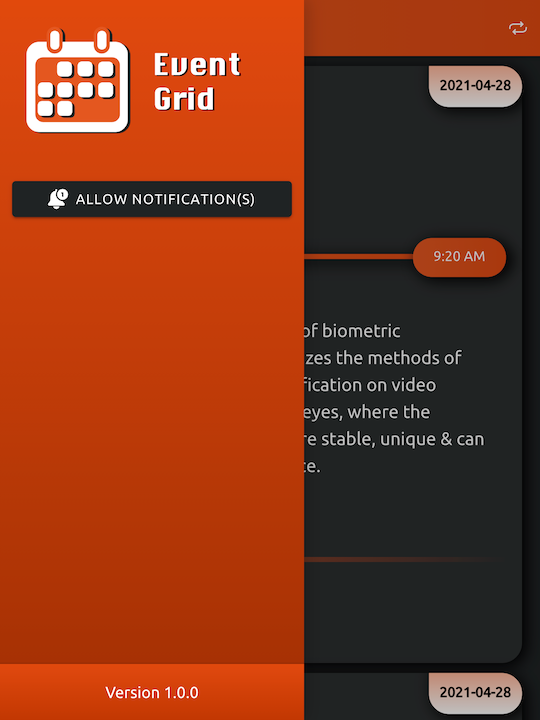 Event
Grid
1
ALLOW NOTIFICATION(S)
Version 1.0.0
2021-04-28
9:20 AM
of biometric
zes the methods of
fication on video
eyes, where the
re stable, unique & can
te.
2021-04-28